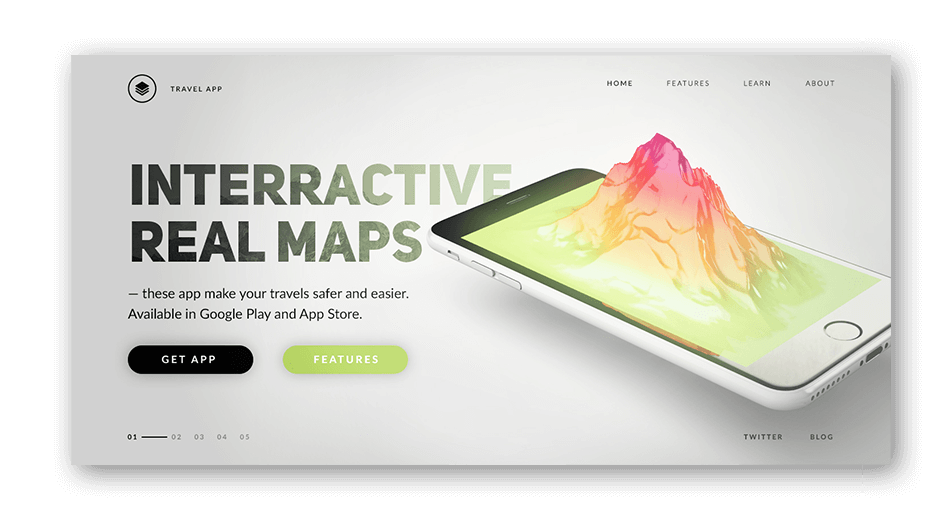 TRAVEL APP
HOME FEATURES LEARN ABOUT
INTERRACTIVE
REAL MAPS
— these app make your travels safer and easier.
Available in Google Play and App Store.
GET APP FEATURES
01 02 03 04 05
TWITTER BLOG